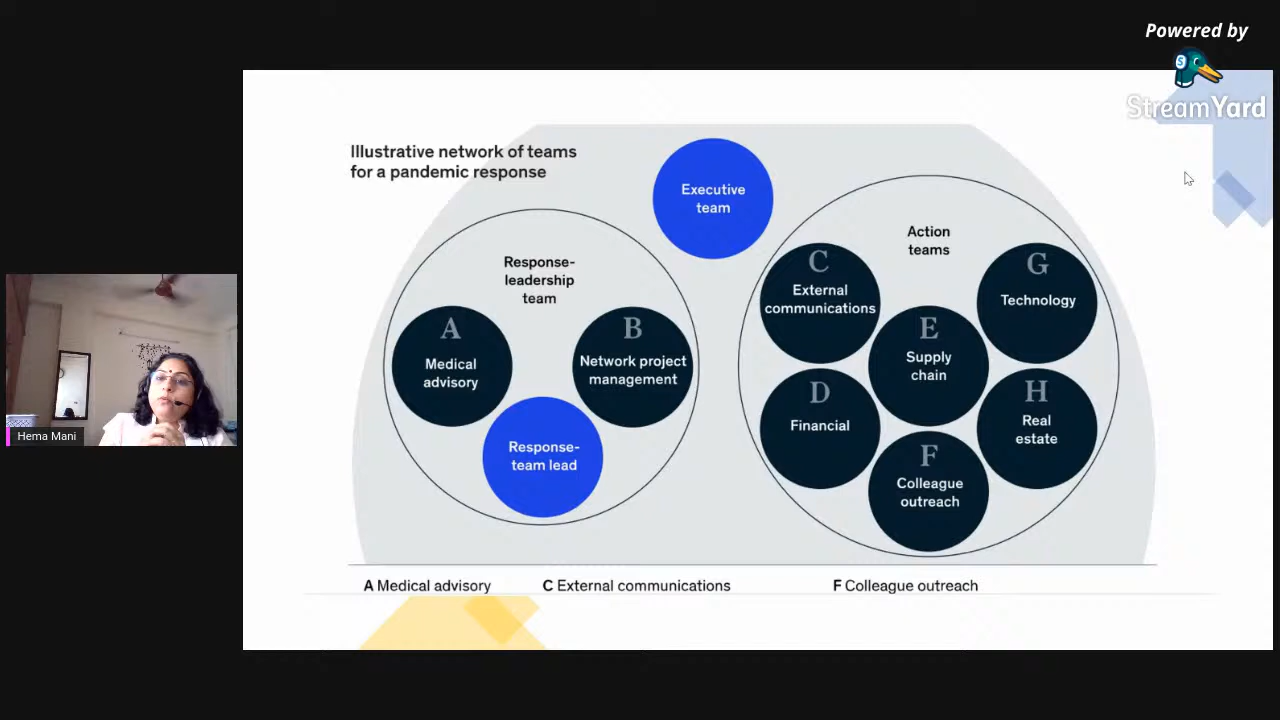 Powered by
StreamYard
Illustrative network of teams
for a pandemic response
Executive
team
Response-
leadership
team
A
Medical
advisory
B
Network project
management
Response-
team lead
Action
teams
C
External
communications
G
Technology
E
Supply
chain
D
Financial
H
Real
estate
F
Colleague
outreach
A Medical advisory
C External communications
F Colleague outreach
Hema Mani